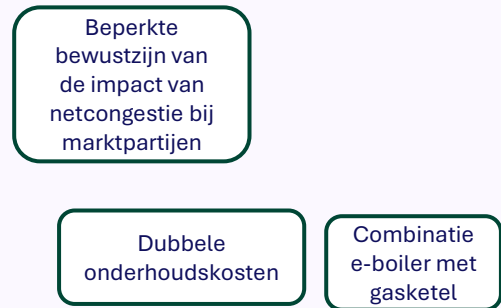 Beperkte
bewustzijn van
de impact van
netcongestie bij
marktpartijen
Dubbele
onderhoudskosten
Combinatie
e-boiler met
gasketel